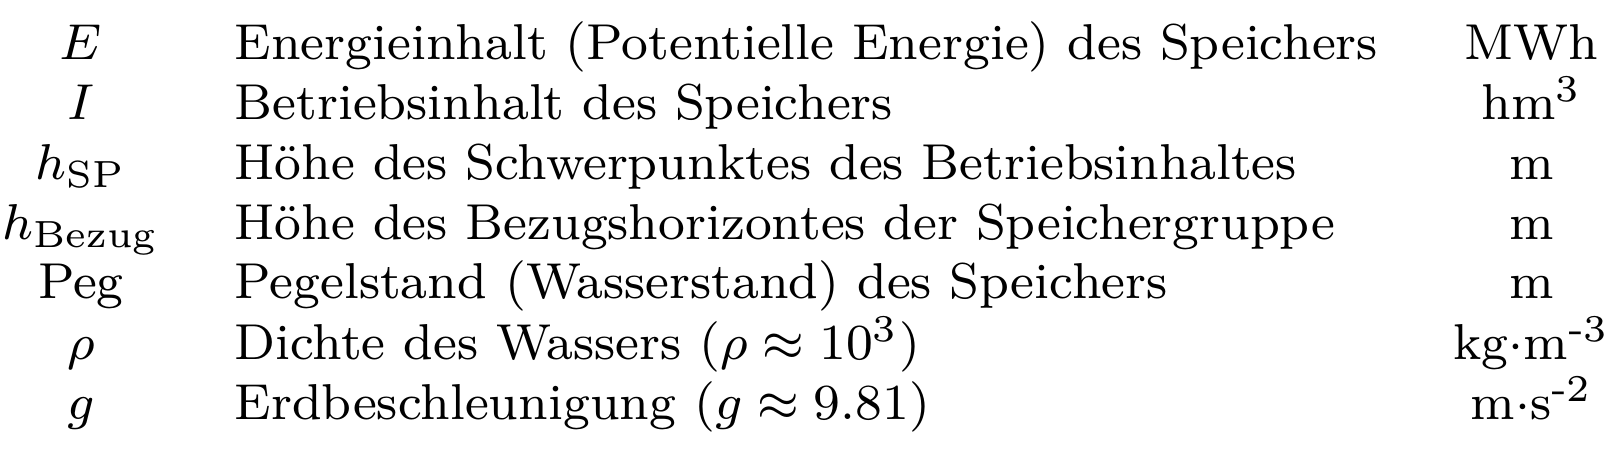 E Energieinhalt (Potentielle Energie) des Speichers MWh
I Betriebsinhalt des Speichers hm³
h_SP Höhe des Schwerpunktes des Betriebsinhaltes m
h_Bezug Höhe des Bezugshorizontes der Speichergruppe m
Peg Pegelstand (Wasserstand) des Speichers m
ρ Dichte des Wassers (ρ ≈ 10³) kg·m⁻³
g Erdbeschleunigung (g ≈ 9.81) m·s⁻²